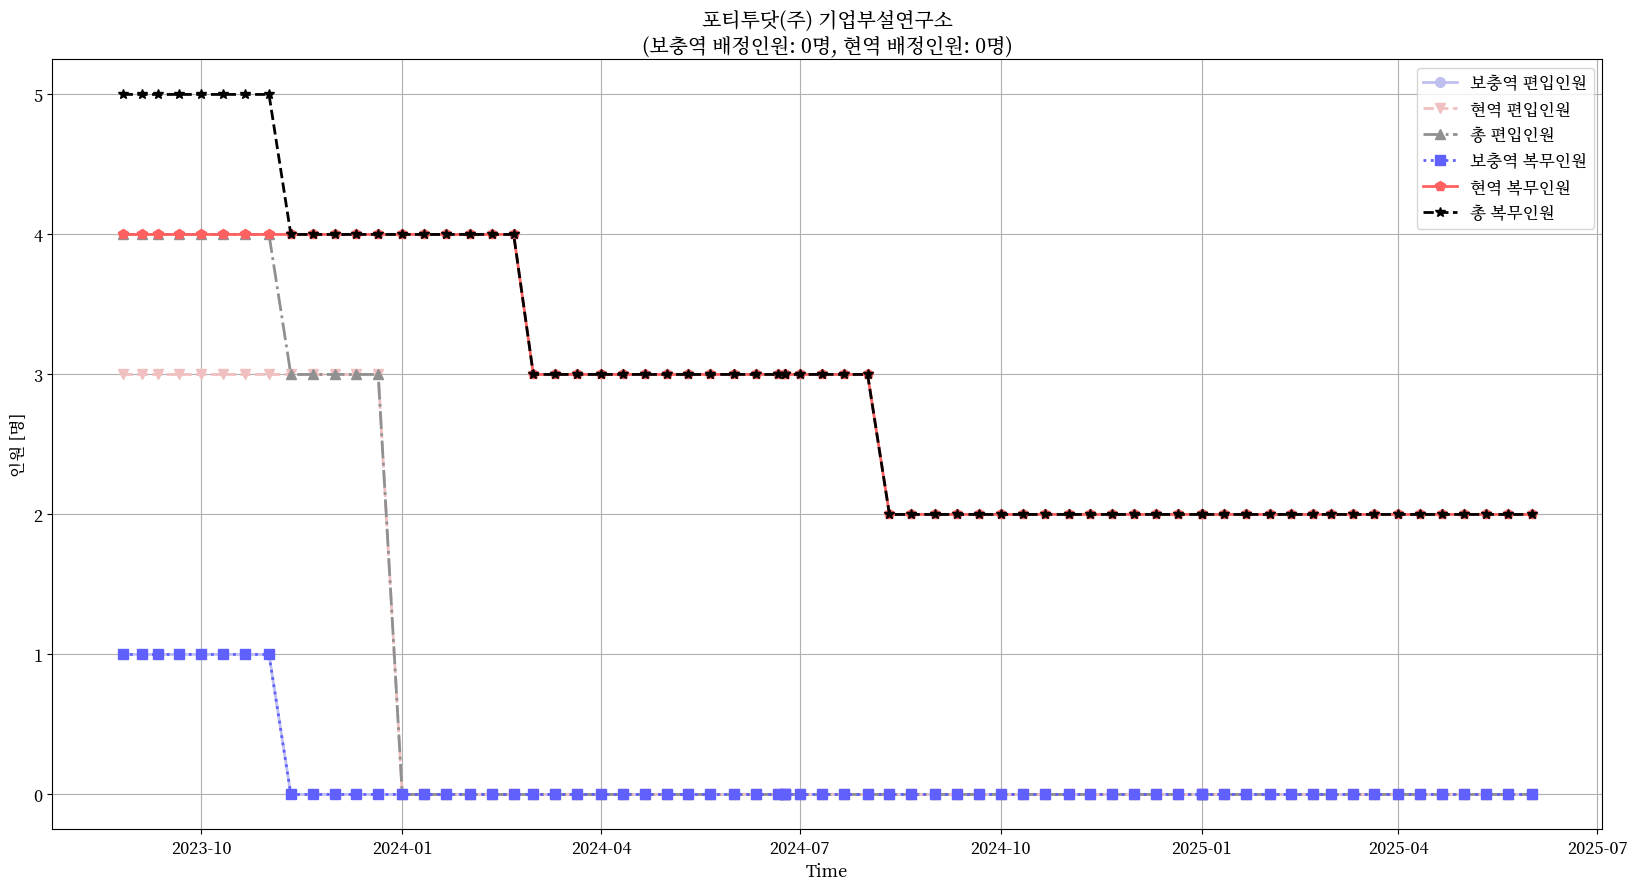 포티투닷(주) 기업부설연구소
(보충역 배정인원: 0명, 현역 배정인원: 0명)
보충역 편입인원
현역 편입인원
총 편입인원
보충역 복무인원
현역 복무인원
총 복무인원
5
4
3
2
1
0
인원 [명]
2023-10
2024-01
2024-04
2024-07
2024-10
2025-01
2025-04
2025-07
Time